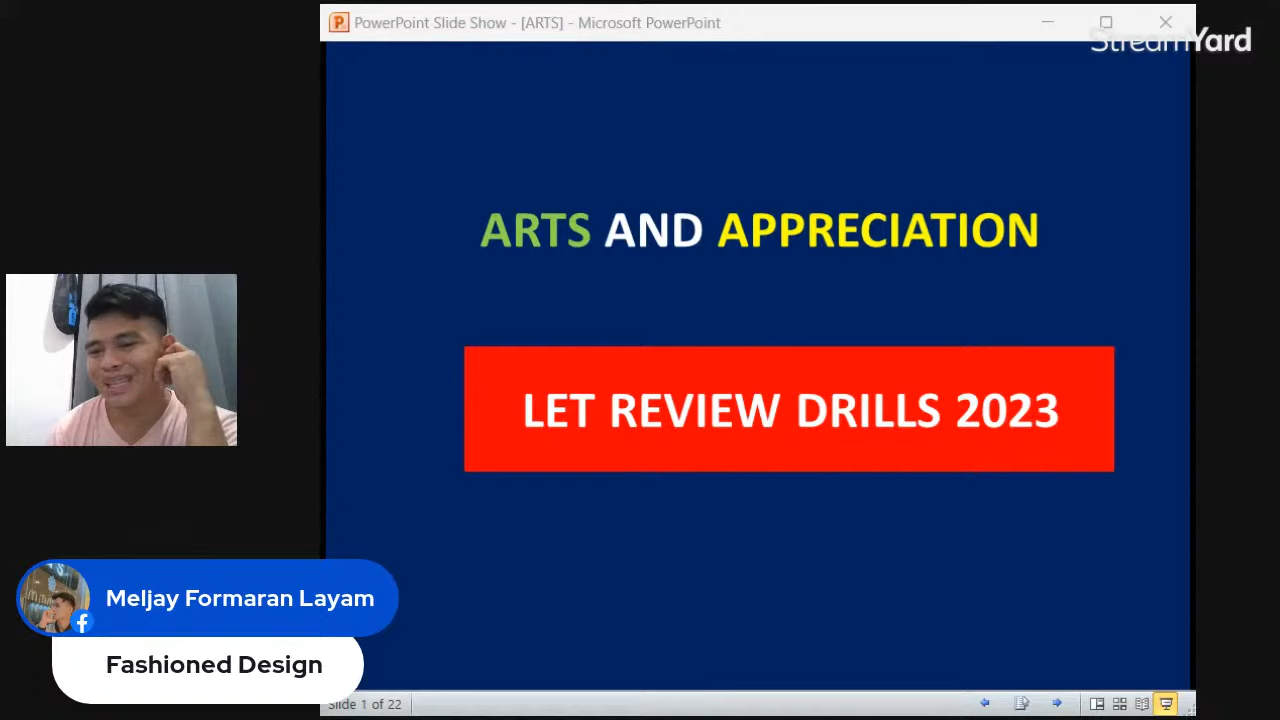 PowerPoint Slide Show - [ARTS] - Microsoft PowerPoint
StreamYard
ARTS AND APPRECIATION
LET REVIEW DRILLS 2023
Meljay Formaran Layam
Fashioned Design
Slide 1 of 22